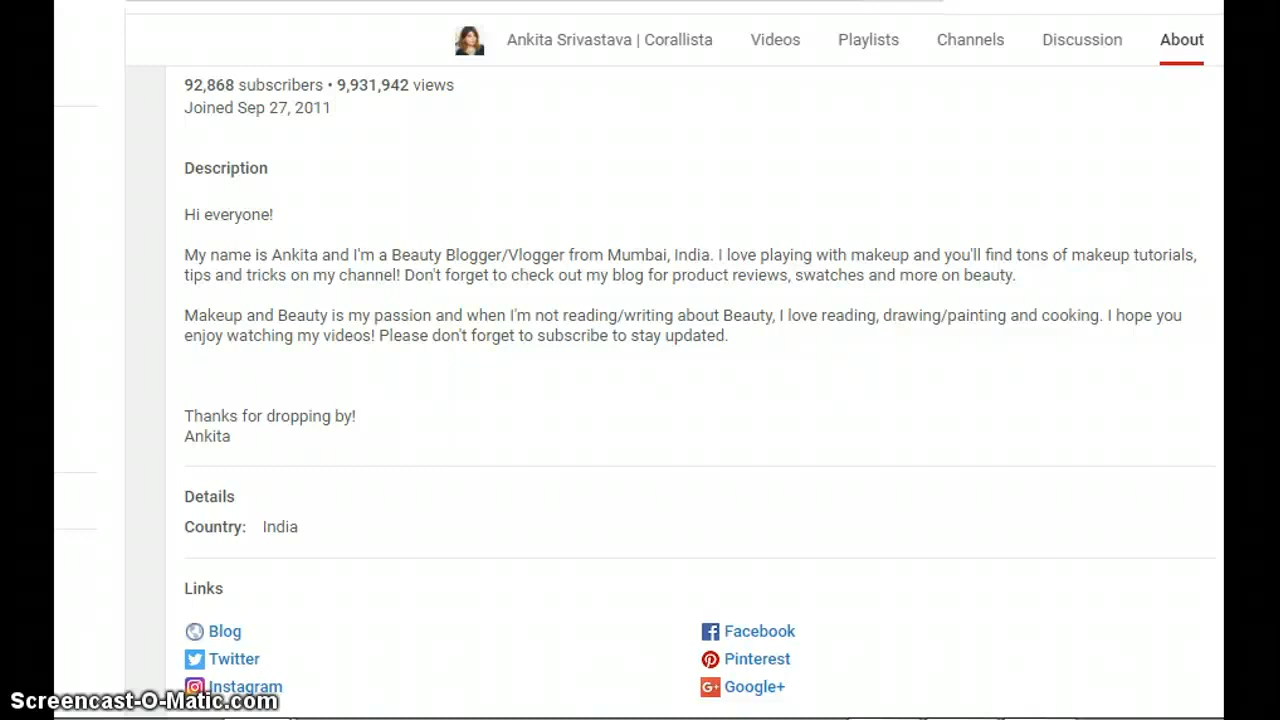 Ankita Srivastava | Corallista Videos Playlists Channels Discussion About
92,868 subscribers • 9,931,942 views
Joined Sep 27, 2011
Description
Hi everyone!
My name is Ankita and I'm a Beauty Blogger/Vlogger from Mumbai, India. I love playing with makeup and you'll find tons of makeup tutorials,
tips and tricks on my channel! Don't forget to check out my blog for product reviews, swatches and more on beauty.
Makeup and Beauty is my passion and when I'm not reading/writing about Beauty, I love reading, drawing/painting and cooking. I hope you
enjoy watching my videos! Please don't forget to subscribe to stay updated.
Thanks for dropping by!
Ankita
Details
Country: India
Links
Blog Facebook
Twitter Pinterest
Instagram Google+
Screencast-O-Matic.com